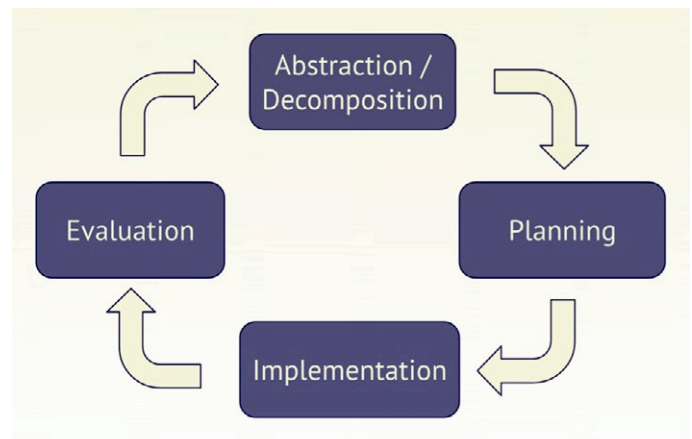 Abstraction /
Decomposition
Evaluation
Planning
Implementation